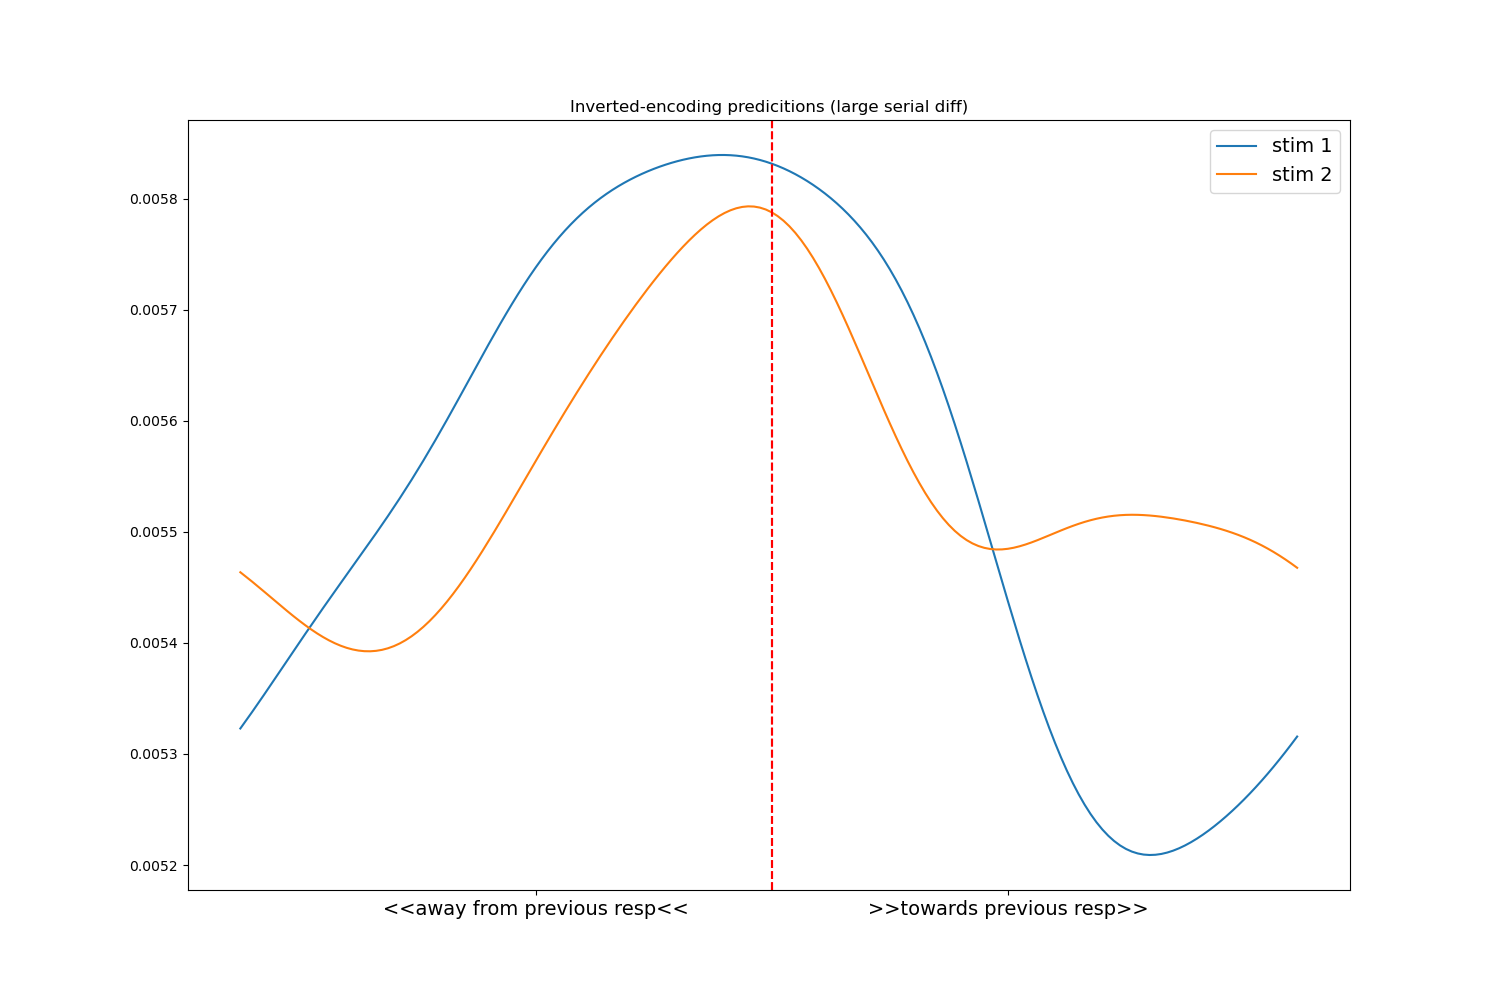 Inverted-encoding predicitions (large serial diff)
stim 1
stim 2
0.0058
0.0057
0.0056
0.0055
0.0054
0.0053
0.0052
<<away from previous resp<<
>>towards previous resp>>